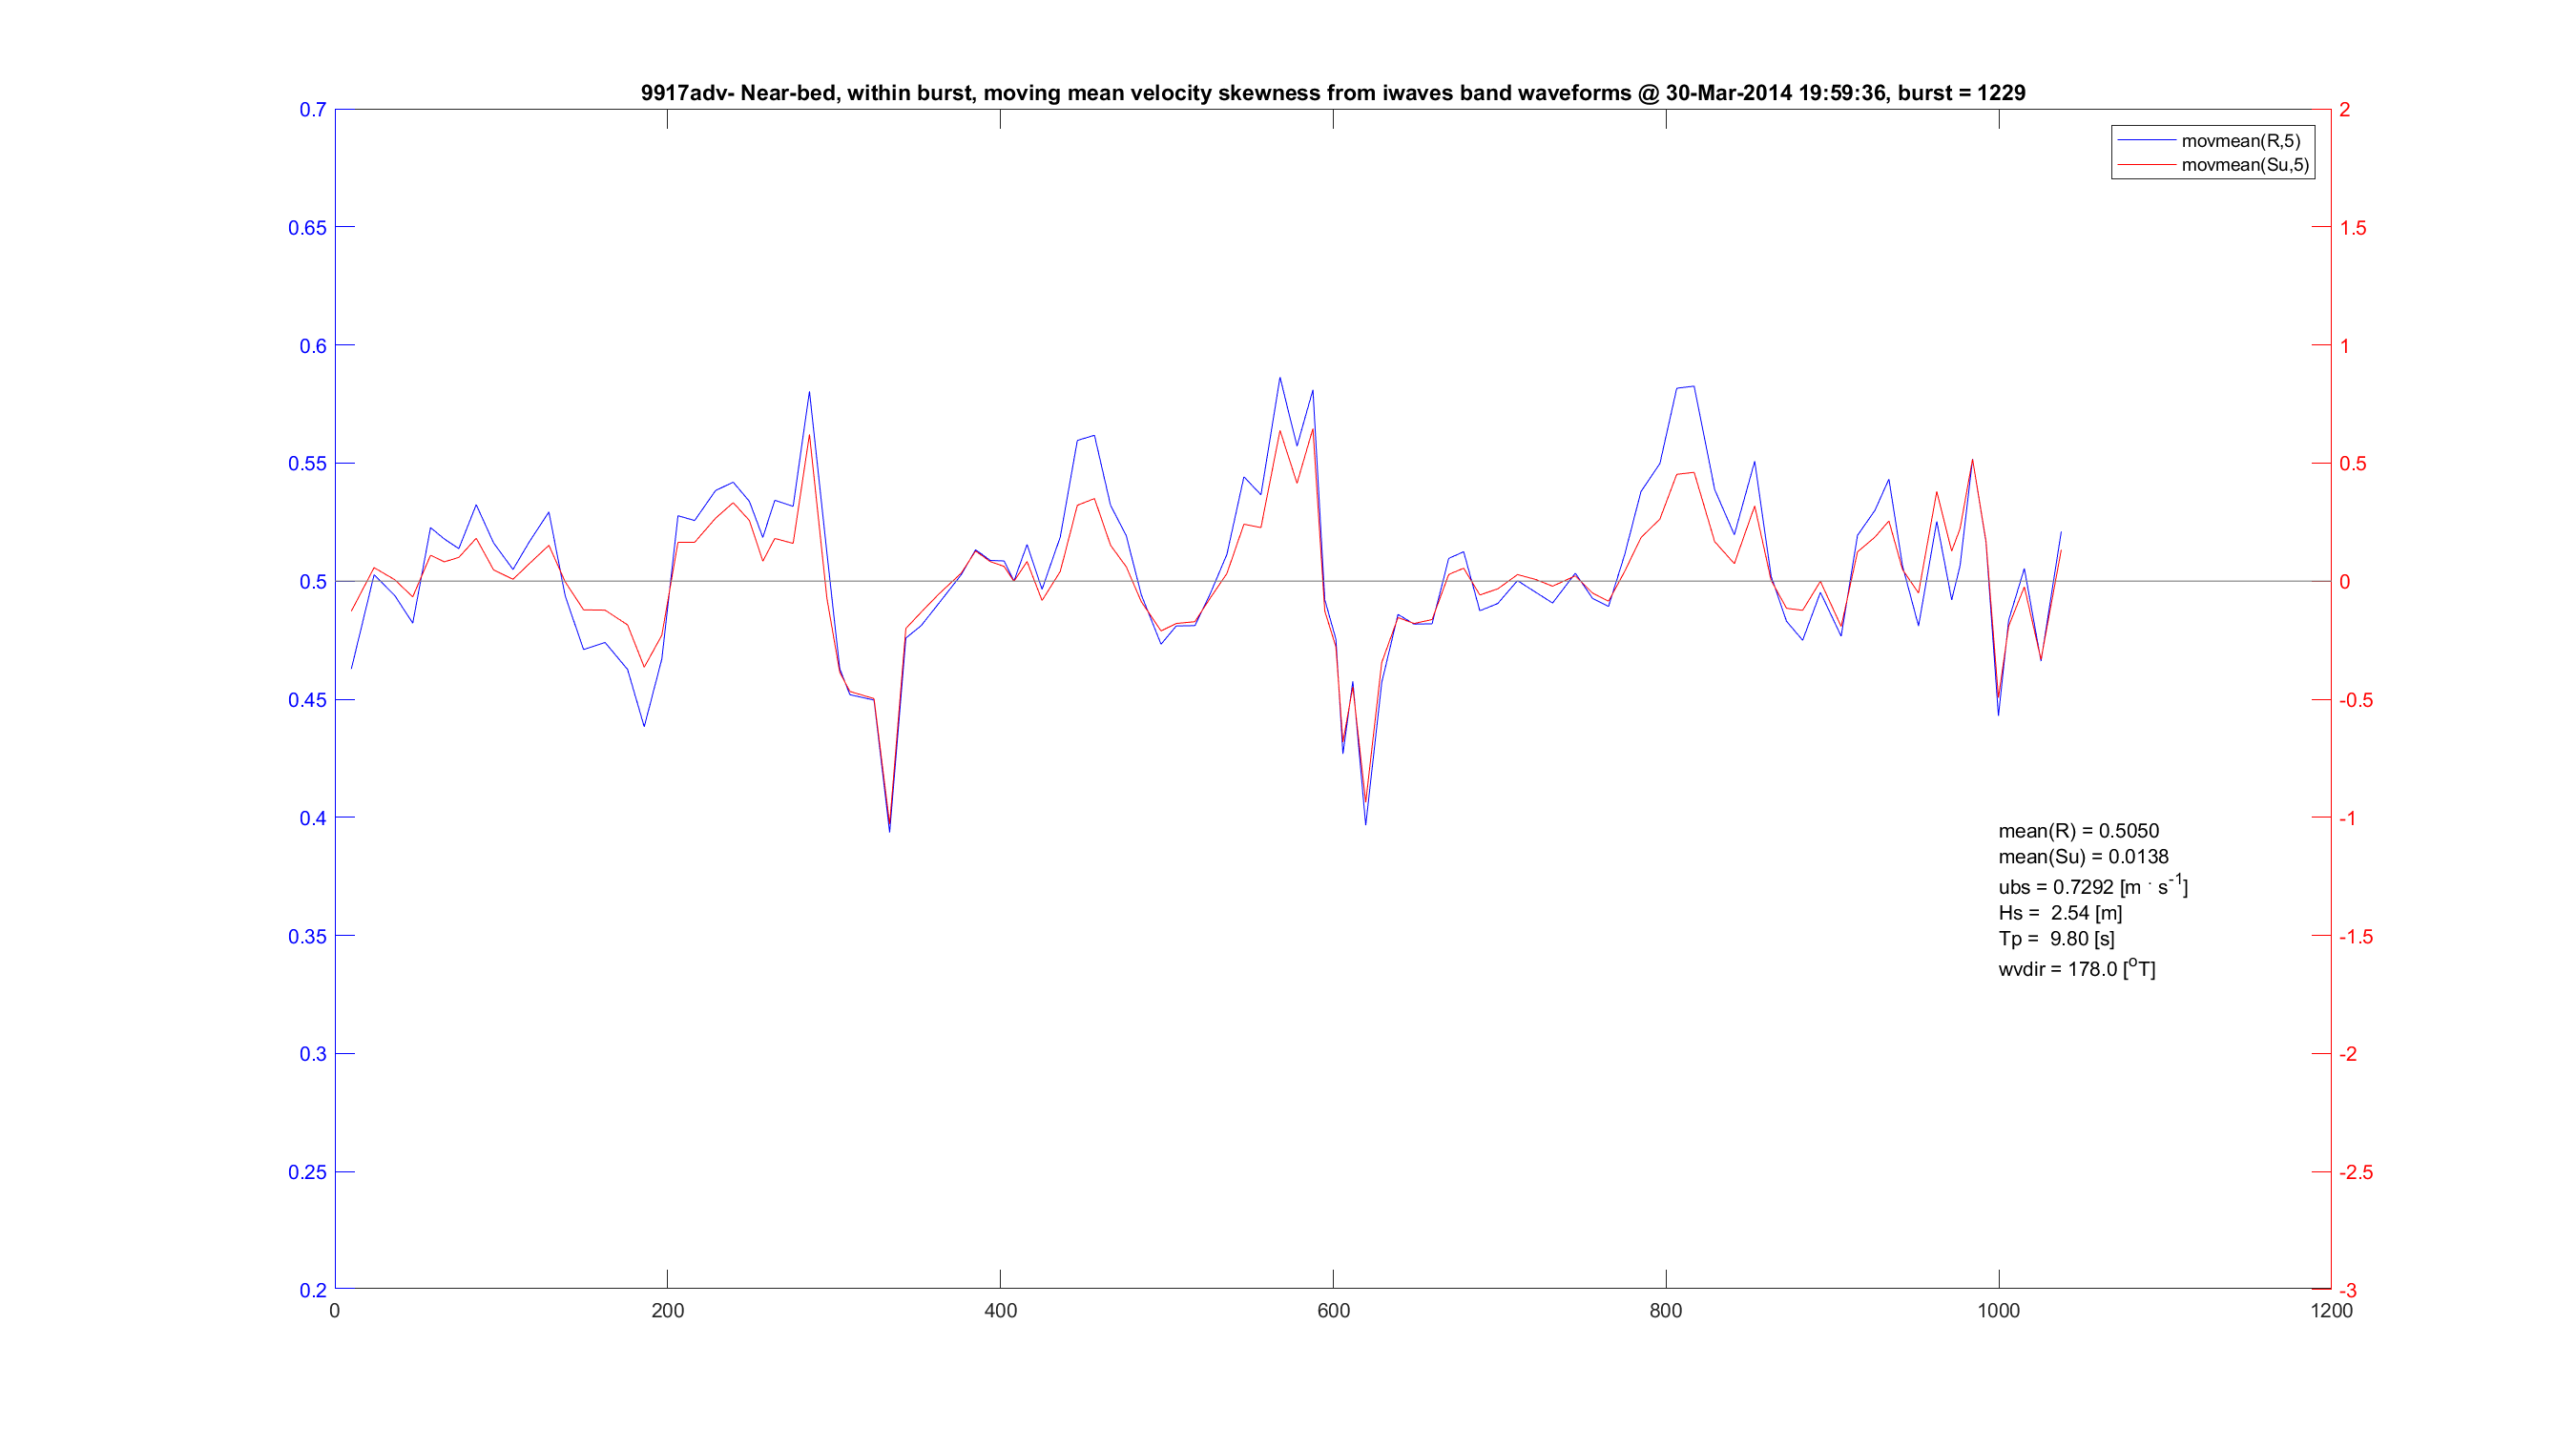 9917adv- Near-bed, within burst, moving mean velocity skewness from iwaves band waveforms @ 30-Mar-2014 19:59:36, burst = 1229
movmean(R,5)
movmean(Su,5)
0.7
0.65
0.6
0.55
0.5
0.45
0.4
0.35
0.3
0.25
0.2
2
1.5
1
0.5
0
-0.5
-1
-1.5
-2
-2.5
-3
mean(R) = 0.5050
mean(Su) = 0.0138
ubs = 0.7292 [m · s⁻¹]
Hs = 2.54 [m]
Tp = 9.80 [s]
wvdir = 178.0 [ᵒT]
0 200 400 600 800 1000 1200